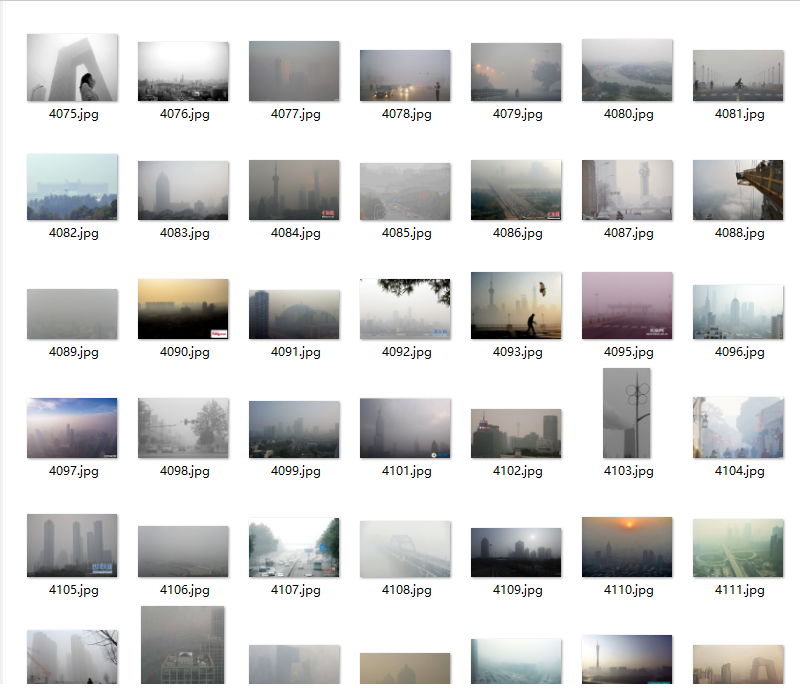 4075.jpg 4076.jpg 4077.jpg 4078.jpg 4079.jpg 4080.jpg 4081.jpg
4082.jpg 4083.jpg 4084.jpg 4085.jpg 4086.jpg 4087.jpg 4088.jpg
4089.jpg 4090.jpg 4091.jpg 4092.jpg 4093.jpg 4095.jpg 4096.jpg
4097.jpg 4098.jpg 4099.jpg 4101.jpg 4102.jpg 4103.jpg 4104.jpg
4105.jpg 4106.jpg 4107.jpg 4108.jpg 4109.jpg 4110.jpg 4111.jpg